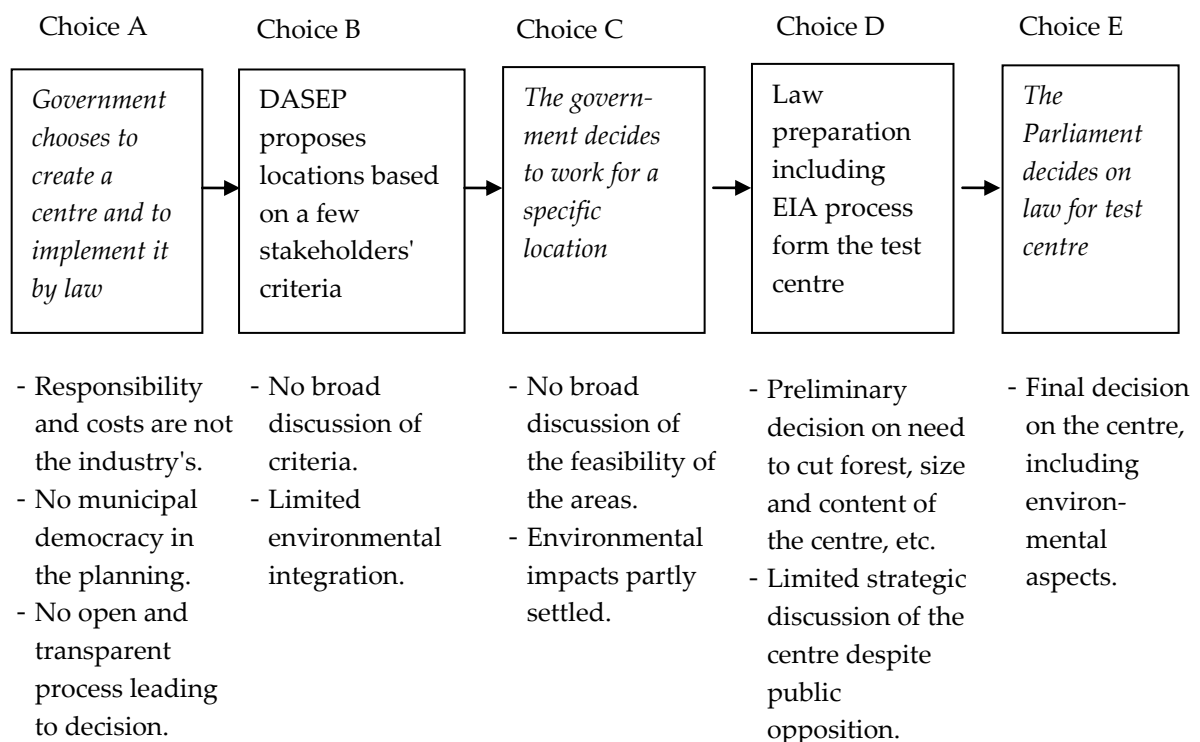 Choice A
Choice B
Choice C
Choice D
Choice E
Government
chooses to
create a
centre and to
implement it
by law
DASEP
proposes
locations based
on a few
stakeholders'
criteria
The govern-
ment decides
to work for a
specific
location
Law
preparation
including
EIA process
form the test
centre
The
Parliament
decides on
law for test
centre
- Responsibility
and costs are not
the industry's.
- No municipal
democracy in
the planning.
- No open and
transparent
process leading
to decision.
- No broad
discussion of
criteria.
- Limited
environmental
integration.
- No broad
discussion of
the feasibility of
the areas.
- Environmental
impacts partly
settled.
- Preliminary
decision on need
to cut forest, size
and content of
the centre, etc.
- Limited strategic
discussion of the
centre despite
public
opposition.
- Final decision
on the centre,
including
environ-
mental
aspects.